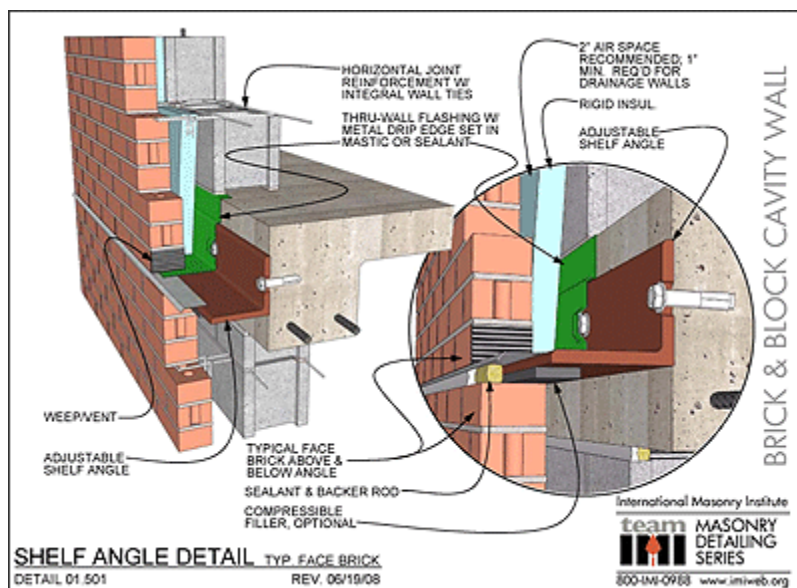 HORIZONTAL JOINT
REINFORCEMENT W/
INTEGRAL WALL TIES
THRU-WALL FLASHING W/
METAL DRIP EDGE SET IN
MASTIC OR SEALANT
2" AIR SPACE
RECOMMENDED; 1"
MIN. REQ'D FOR
DRAINAGE WALLS
RIGID INSUL.
ADJUSTABLE
SHELF ANGLE
BRICK & BLOCK CAVITY WALL
WEEP/VENT
ADJUSTABLE
SHELF ANGLE
TYPICAL FACE
BRICK ABOVE &
BELOW ANGLE
SEALANT & BACKER ROD
COMPRESSIBLE
FILLER, OPTIONAL
SHELF ANGLE DETAIL TYP. FACE BRICK
DETAIL 01.501 REV. 06/19/08
International Masonry Institute
team
IMI
MASONRY
DETAILING
SERIES
800-IMI-0988 www.imiweb.org